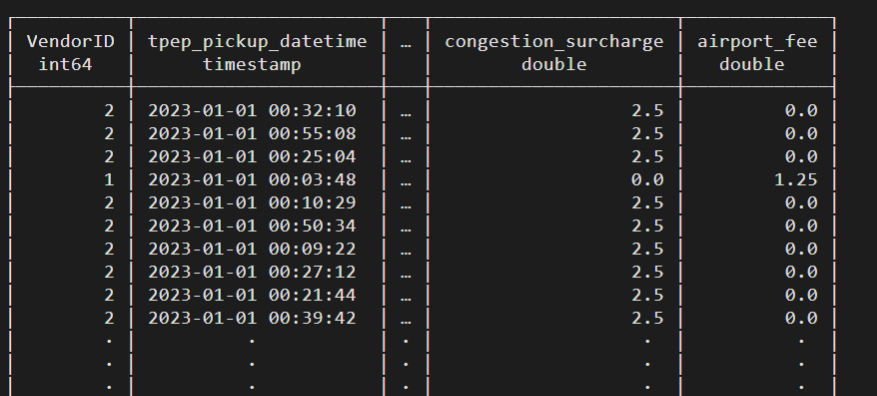 VendorID tpep_pickup_datetime … congestion_surcharge airport_fee
int64 timestamp double double
2 2023-01-01 00:32:10 … 2.5 0.0
2 2023-01-01 00:55:08 … 2.5 0.0
2 2023-01-01 00:25:04 … 2.5 0.0
1 2023-01-01 00:03:48 … 0.0 1.25
2 2023-01-01 00:10:29 … 2.5 0.0
2 2023-01-01 00:50:34 … 2.5 0.0
2 2023-01-01 00:09:22 … 2.5 0.0
2 2023-01-01 00:27:12 … 2.5 0.0
2 2023-01-01 00:21:44 … 2.5 0.0
2 2023-01-01 00:39:42 … 2.5 0.0
· · · · ·
· · · · ·
· · · · ·